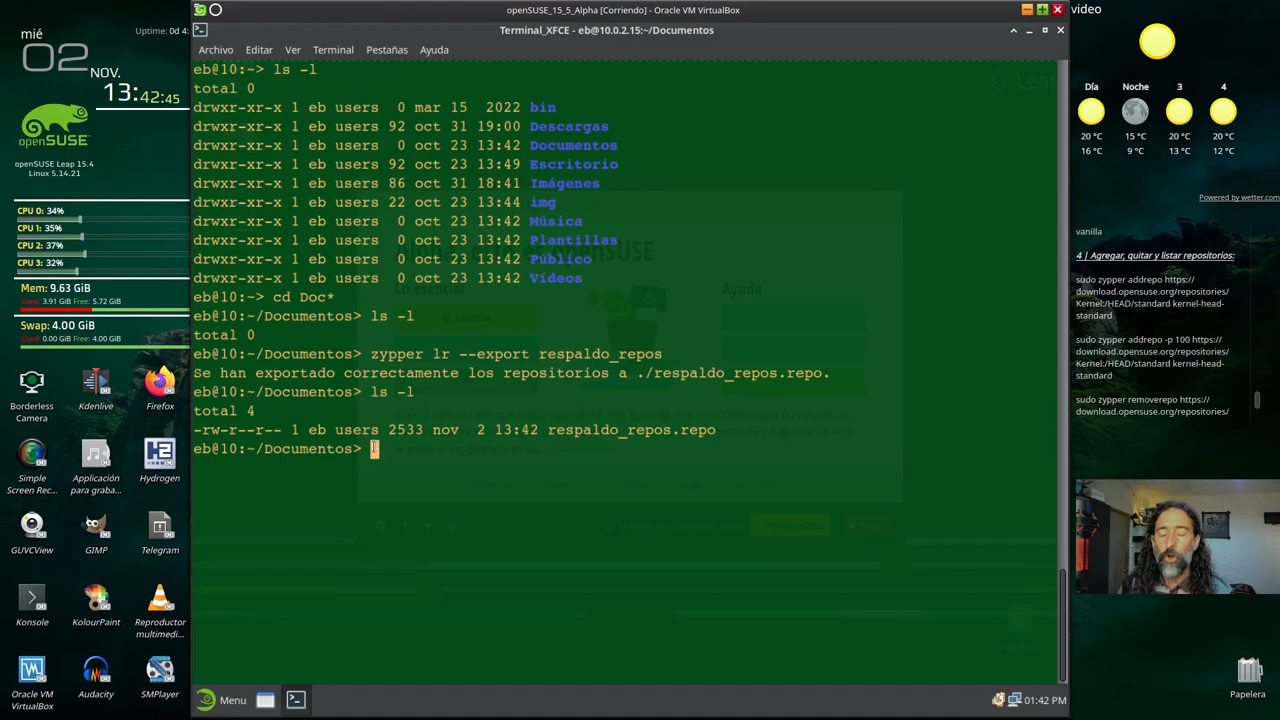 mié
02
NOV.
13:42:45
Uptime: 0d 4:
openSUSE
openSUSE Leap 15.4
Linux 5.14.21
CPU 0: 34%
CPU 1: 35%
CPU 2: 37%
CPU 3: 32%
Mem: 9.63 GiB
Used: 3.91 GiB Free: 5.72 GiB
Swap: 4.00 GiB
Used: 0.00 GiB Free: 4.00 GiB
Borderless
Camera
Kdenlive
Firefox
Simple
Screen Rec...
Applicación
para graba...
Hydrogen
GUVCView
GIMP
Telegram
Konsole
KolourPaint
Reproductor
multimedi...
Oracle VM
VirtualBox
Audacity
SMPlayer
openSUSE_15_5_Alpha [Corriendo] - Oracle VM VirtualBox
Terminal_XFCE - eb@10.0.2.15:~/Documentos
Archivo Editar Ver Terminal Pestañas Ayuda
eb@10:~> ls -l
total 0
drwxr-xr-x 1 eb users 0 mar 15 2022 bin
drwxr-xr-x 1 eb users 92 oct 31 19:00 Descargas
drwxr-xr-x 1 eb users 0 oct 23 13:42 Documentos
drwxr-xr-x 1 eb users 92 oct 23 13:49 Escritorio
drwxr-xr-x 1 eb users 86 oct 31 18:41 Imágenes
drwxr-xr-x 1 eb users 22 oct 23 13:44 img
drwxr-xr-x 1 eb users 0 oct 23 13:42 Música
drwxr-xr-x 1 eb users 0 oct 23 13:42 Plantillas
drwxr-xr-x 1 eb users 0 oct 23 13:42 Público
drwxr-xr-x 1 eb users 0 oct 23 13:42 Vídeos
eb@10:~> cd Doc*
eb@10:~/Documentos> ls -l
total 0
eb@10:~/Documentos> zypper lr --export respaldo_repos
Se han exportado correctamente los repositorios a ./respaldo_repos.repo.
eb@10:~/Documentos> ls -l
total 4
-rw-r--r-- 1 eb users 2533 nov 2 13:42 respaldo_repos.repo
eb@10:~/Documentos>
openSUSE
Lo esencial
Ayuda
Menu
01:42 PM
video
Día Noche 3 4
20 °C 15 °C 20 °C 20 °C
16 °C 9 °C 13 °C 12 °C
Powered by wetter.com
vanilla
4 | Agregar, quitar y listar repositorios:
sudo zypper addrepo https://
download.opensuse.org/repositories/
Kernel:/HEAD/standard kernel-head-
standard
sudo zypper addrepo -p 100 https://
download.opensuse.org/repositories/
Kernel:/HEAD/standard kernel-head-
standard
sudo zypper removerepo https://
download.opensuse.org/repositories/
Papelera